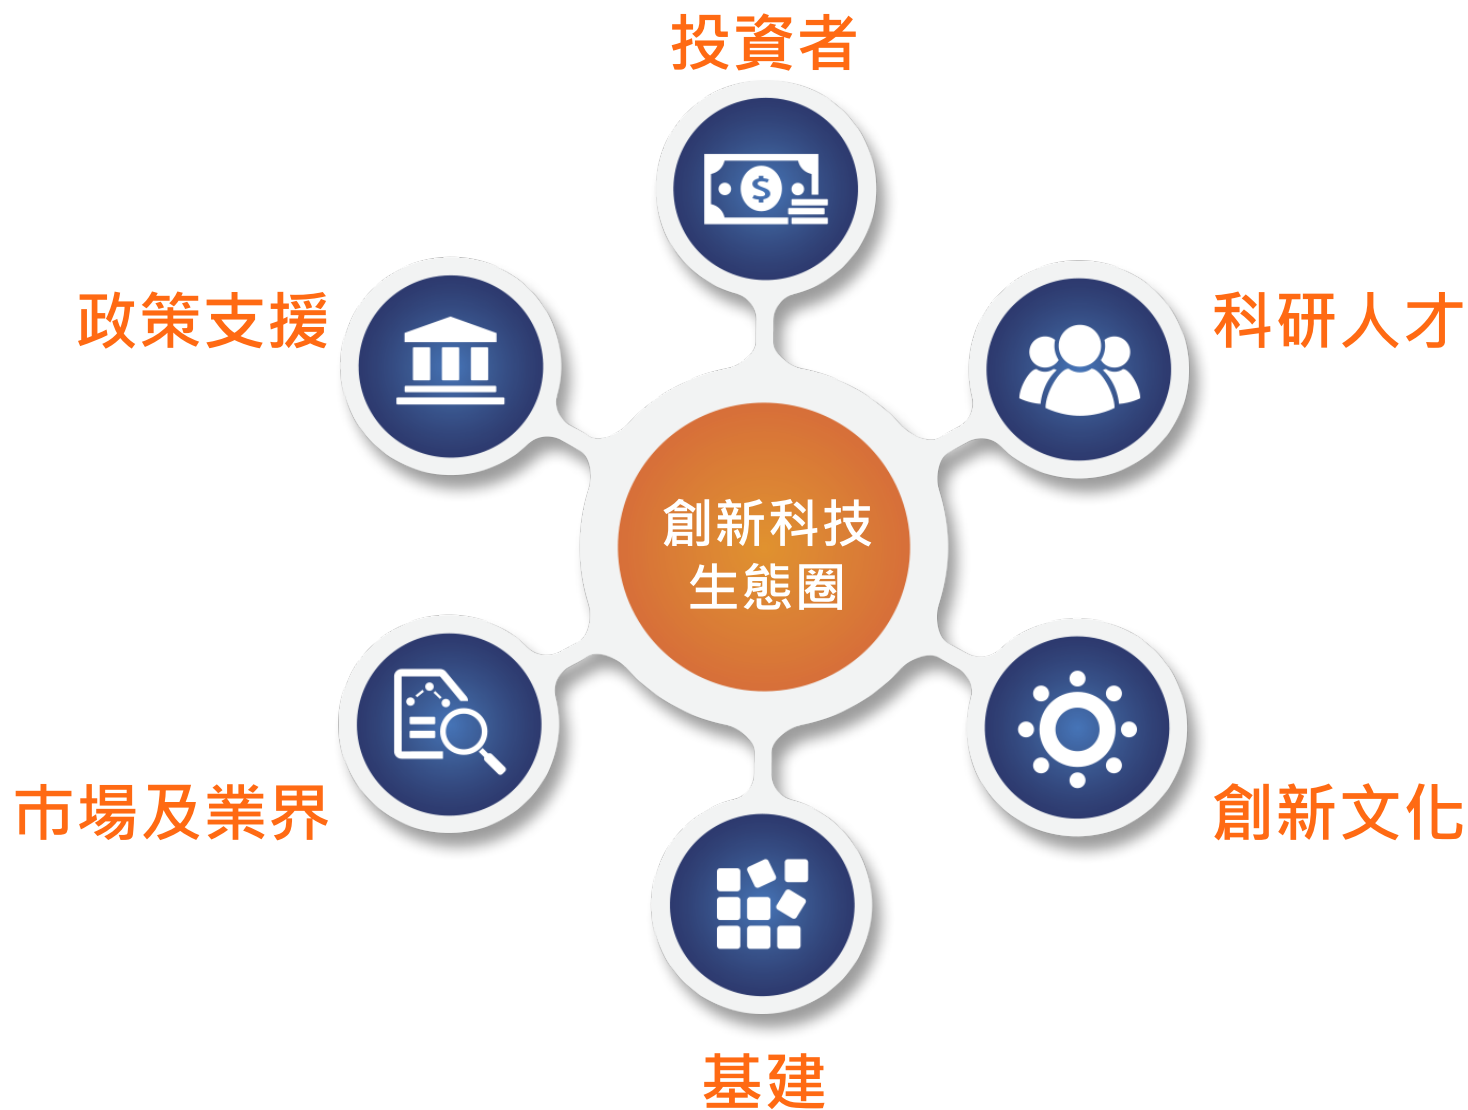 投資者
政策支援
科研人才
創新科技
生態圈
市場及業界
創新文化
基建